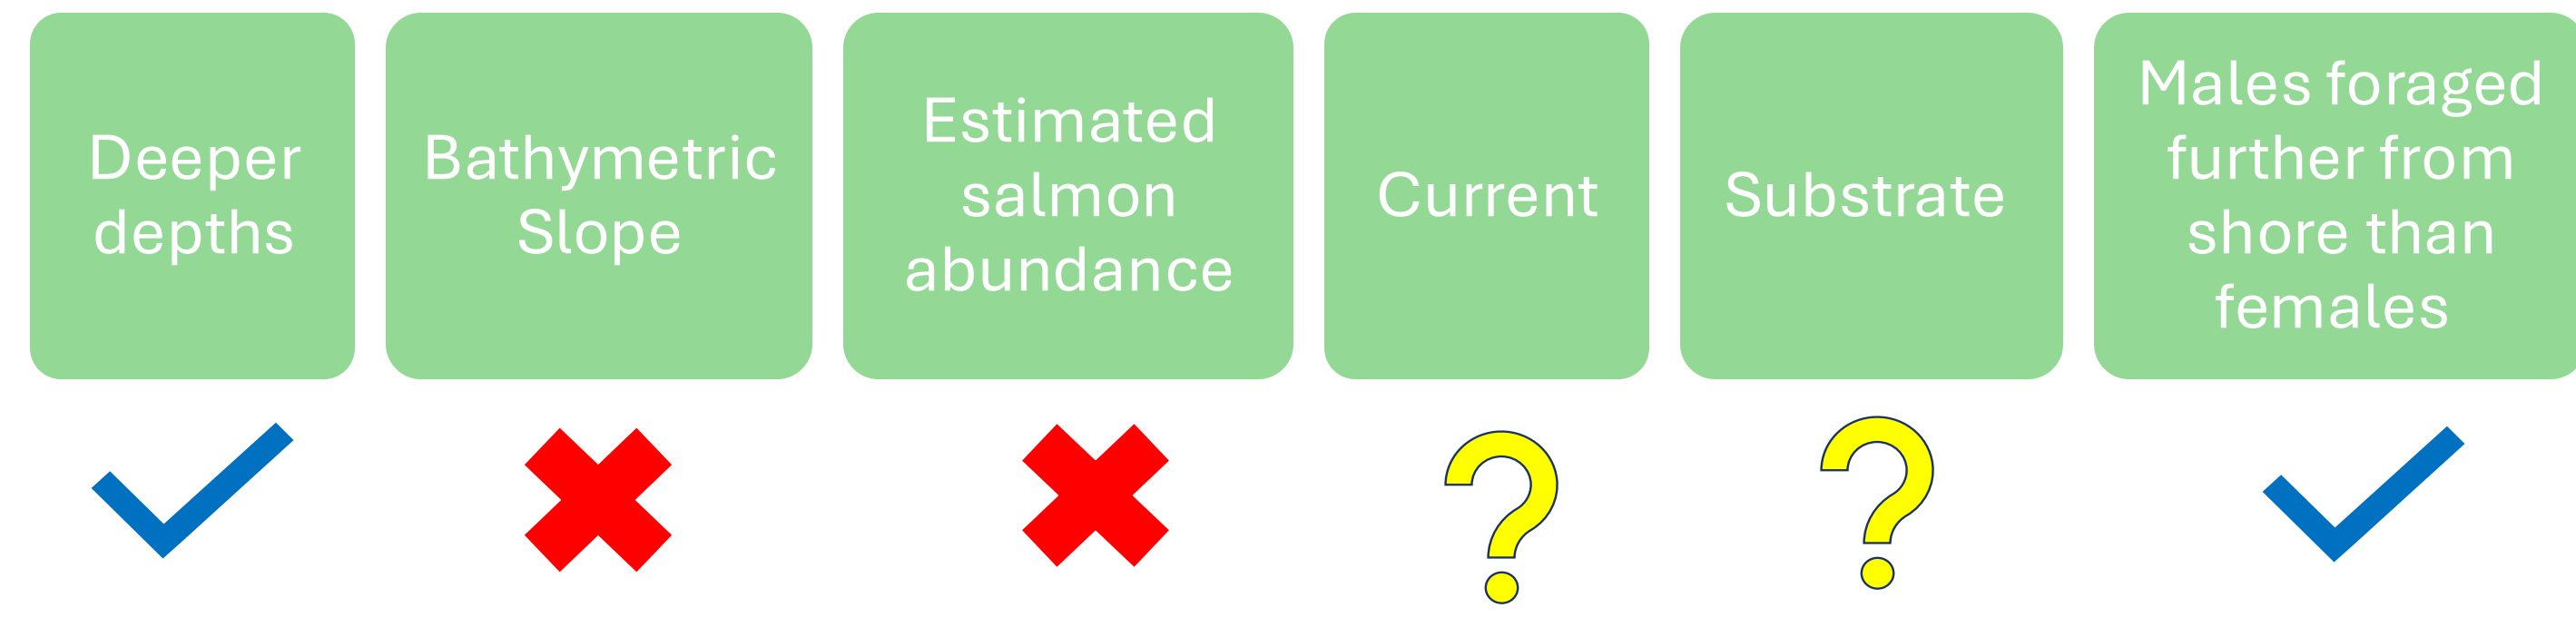 Deeper
depths
Bathymetric
Slope
Estimated
salmon
abundance
Current
Substrate
Males foraged
further from
shore than
females